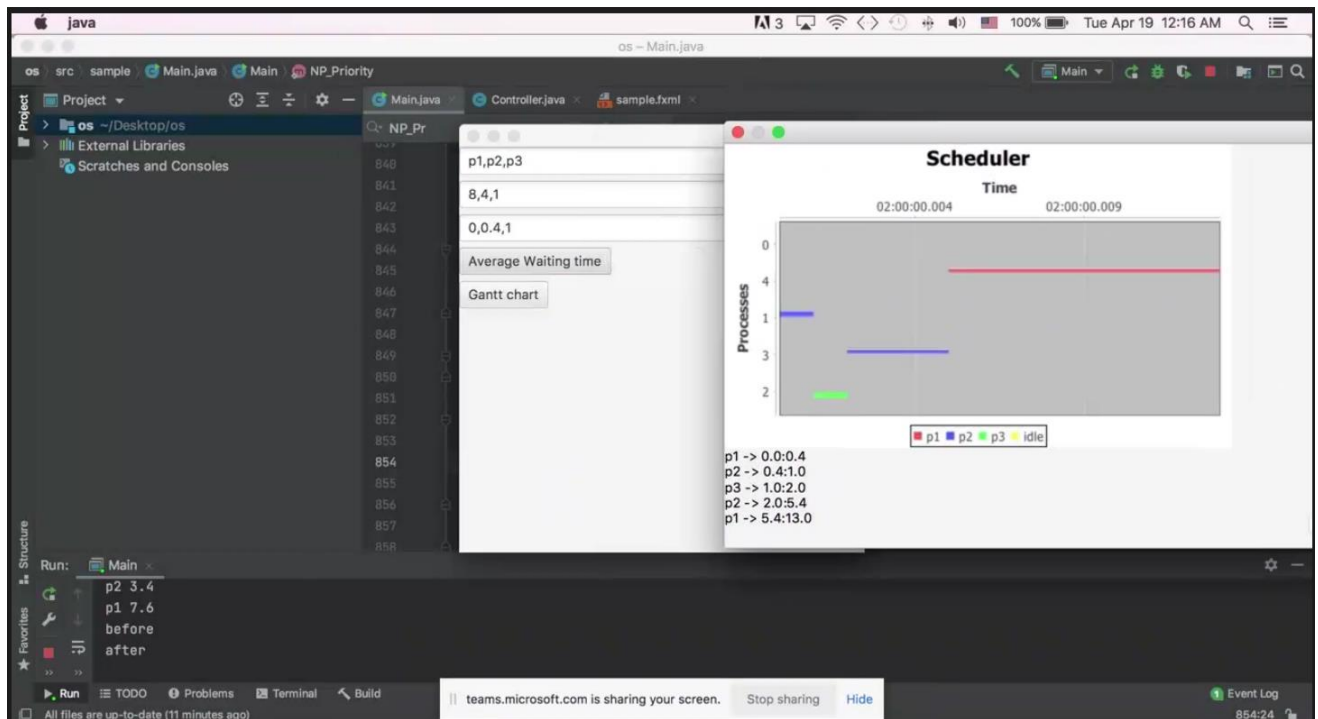 java 3 100% Tue Apr 19 12:16 AM
os – Main.java
os src sample Main.java Main NP_Priority Main
Project Main.java Controller.java sample.fxml
Project
os ~/Desktop/os
External Libraries
Scratches and Consoles
NP_Pr
840
841
842
843
844
845
846
847
848
849
850
851
852
853
854
855
856
857
858
p1,p2,p3
8,4,1
0,0.4,1
Average Waiting time
Gantt chart
Scheduler
Time
02:00:00.004 02:00:00.009
Processes
0
4
1
3
2
p1 p2 p3 idle
p1 -> 0.0:0.4
p2 -> 0.4:1.0
p3 -> 1.0:2.0
p2 -> 2.0:5.4
p1 -> 5.4:13.0
Structure
Favorites
Run: Main
p2 3.4
p1 7.6
before
after
Run TODO Problems Terminal Build Event Log
teams.microsoft.com is sharing your screen. Stop sharing Hide
All files are up-to-date (11 minutes ago) 854:24